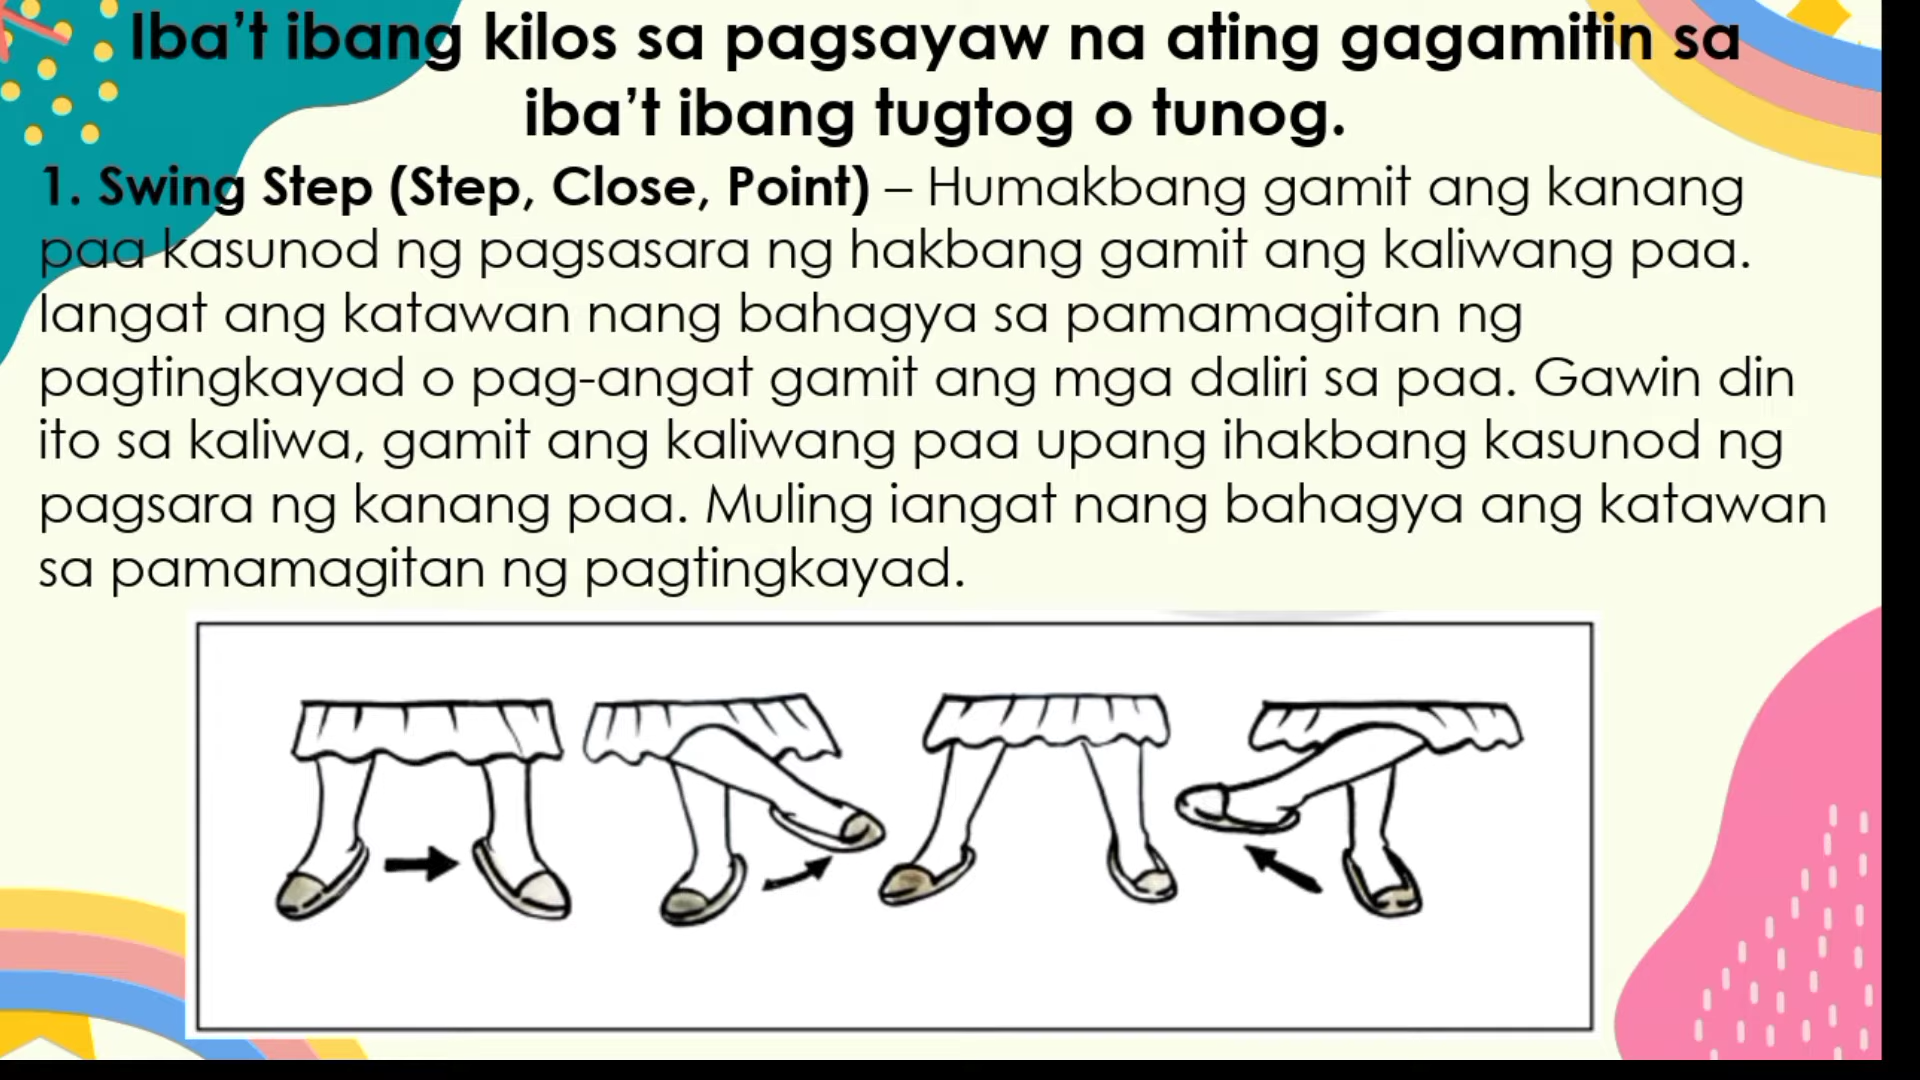 Iba't ibang kilos sa pagsayaw na ating gagamitin sa
iba't ibang tugtog o tunog.
1. Swing Step (Step, Close, Point) – Humakbang gamit ang kanang
paa kasunod ng pagsasara ng hakbang gamit ang kaliwang paa.
Iangat ang katawan nang bahagya sa pamamagitan ng
pagtingkayad o pag-angat gamit ang mga daliri sa paa. Gawin din
ito sa kaliwa, gamit ang kaliwang paa upang ihakbang kasunod ng
pagsara ng kanang paa. Muling iangat nang bahagya ang katawan
sa pamamagitan ng pagtingkayad.